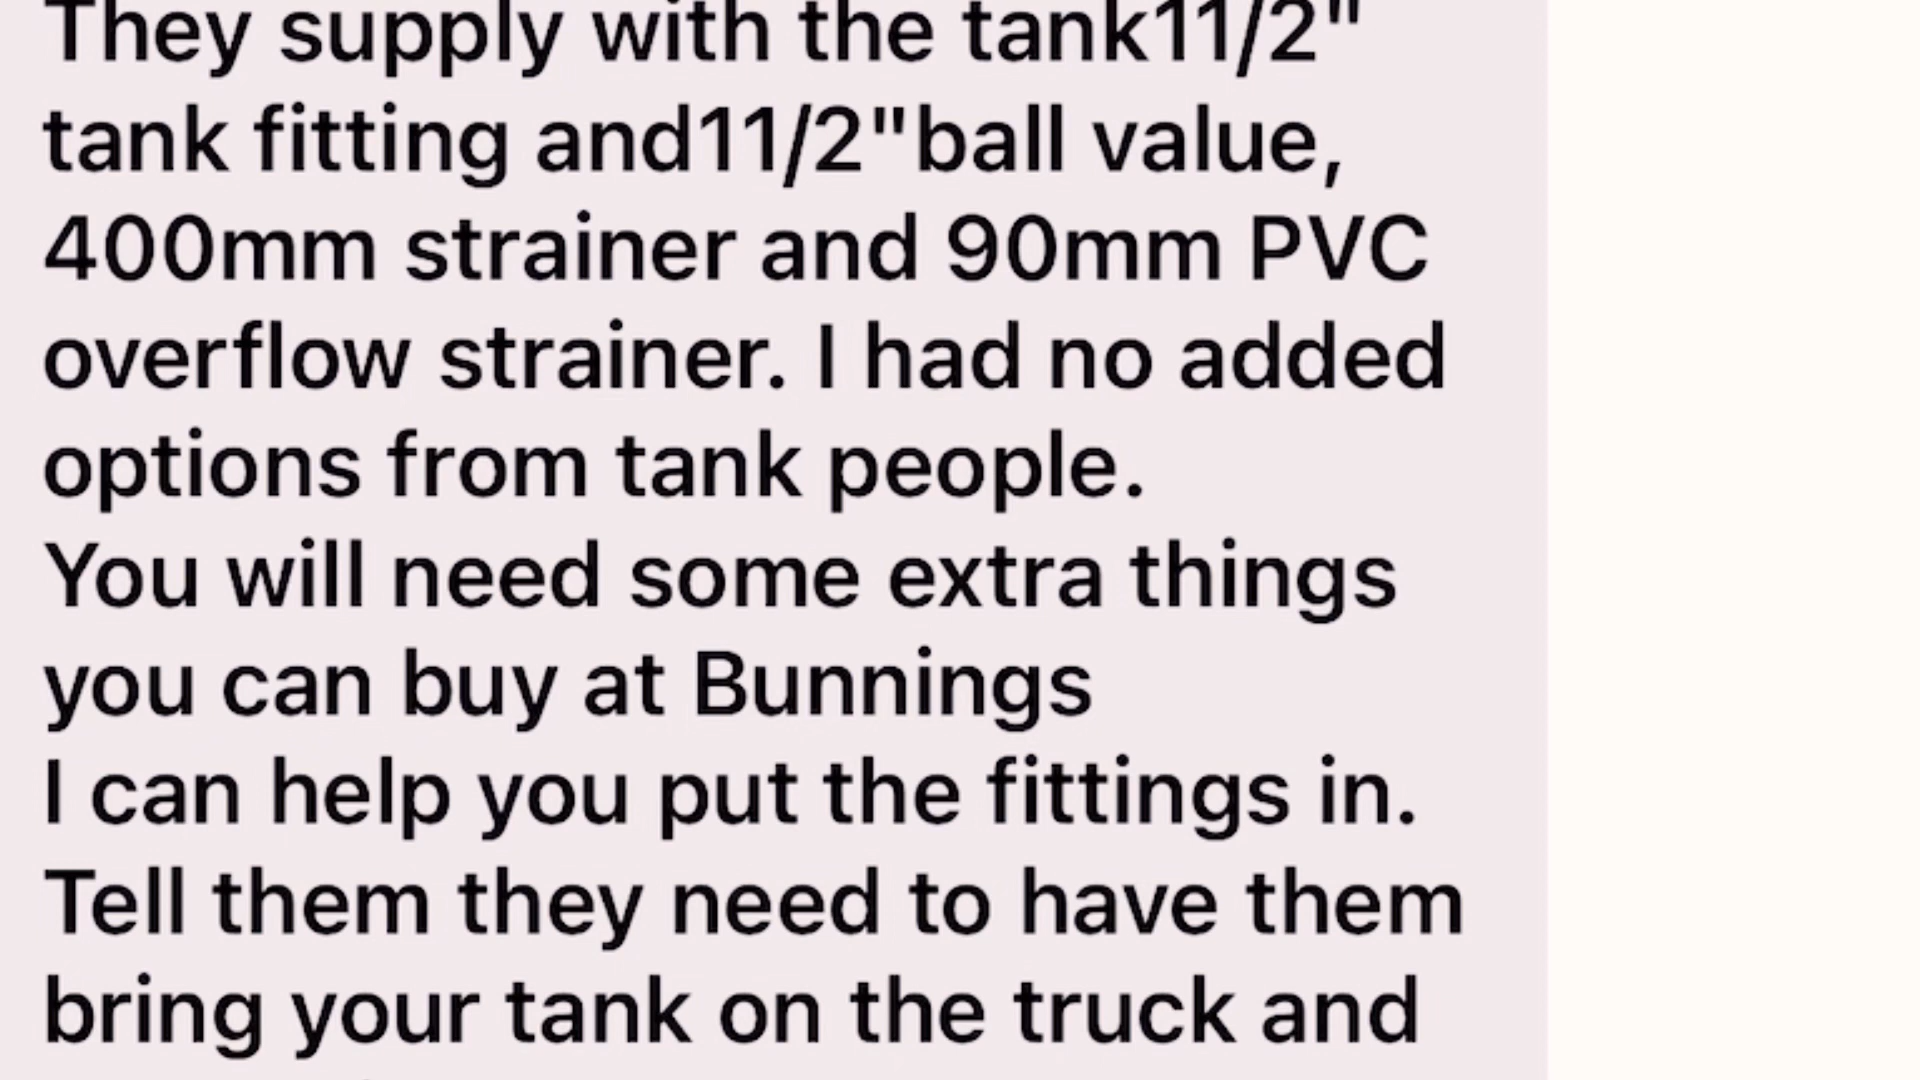 They supply with the tank11/2"
tank fitting and11/2"ball value,
400mm strainer and 90mm PVC
overflow strainer. I had no added
options from tank people.
You will need some extra things
you can buy at Bunnings
I can help you put the fittings in.
Tell them they need to have them
bring your tank on the truck and